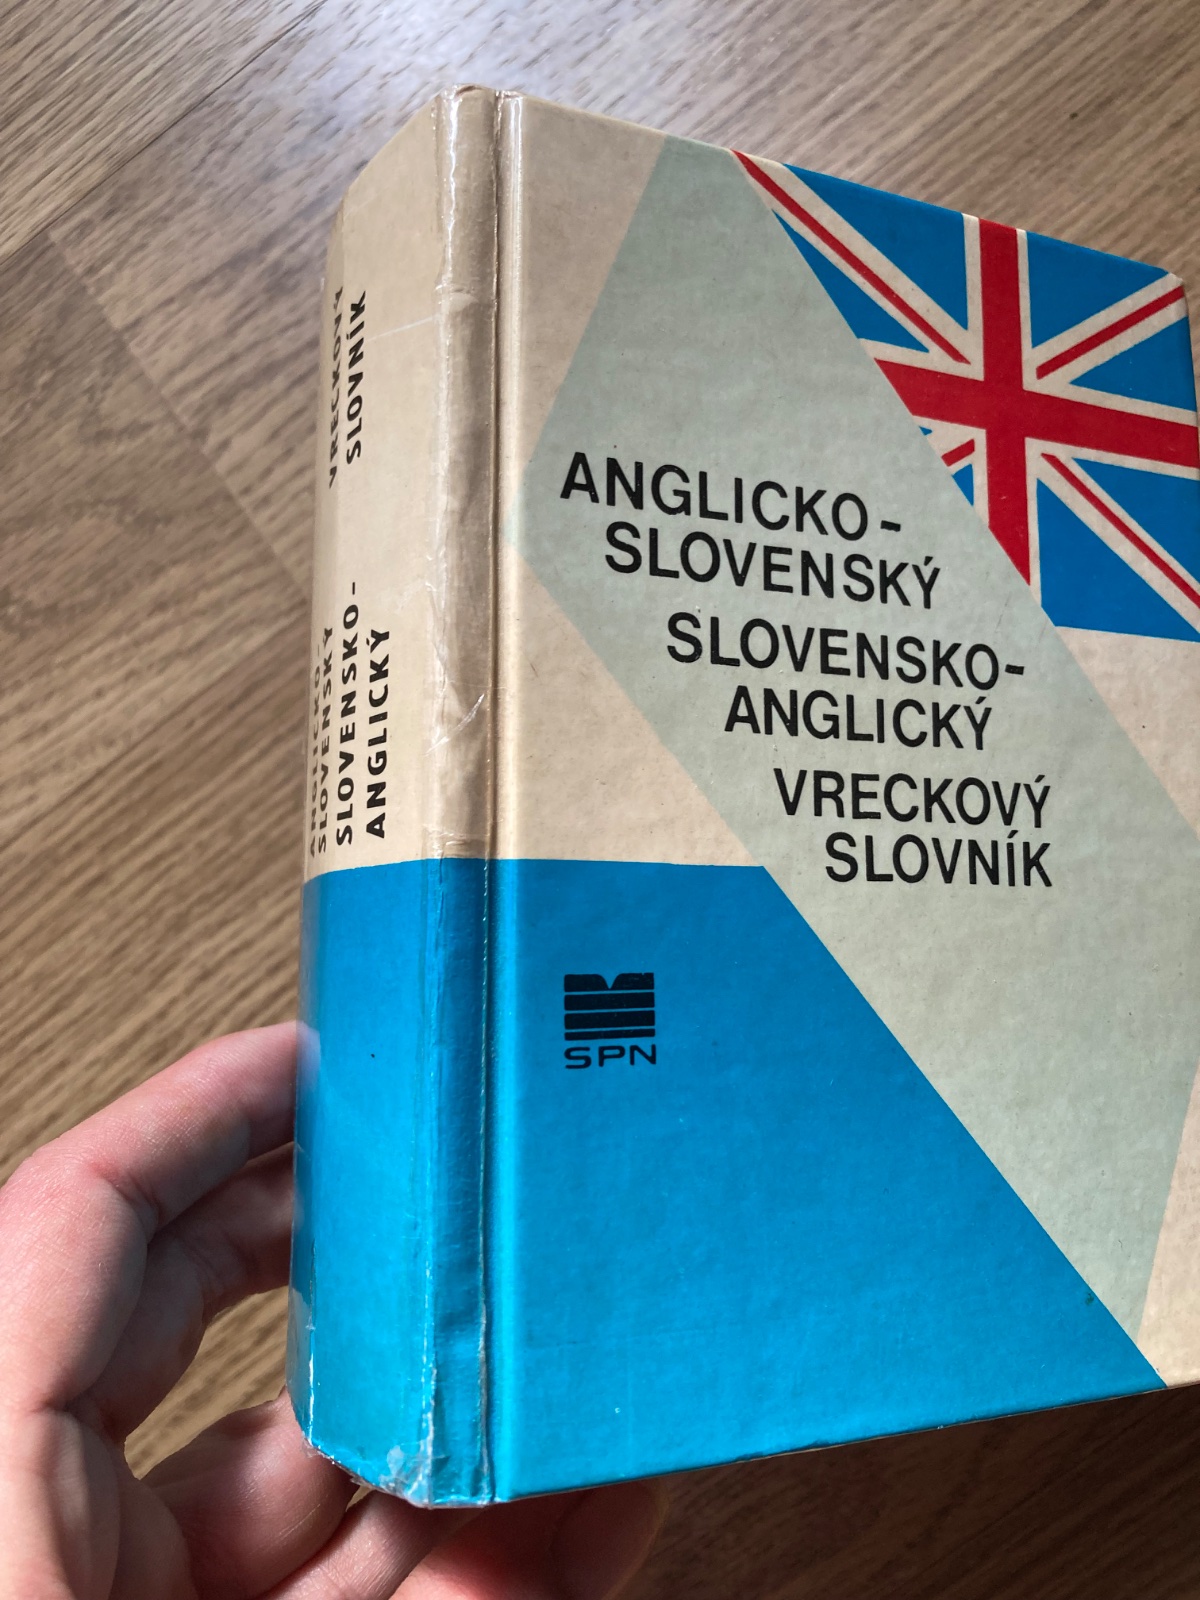 ANGLICKO-
SLOVENSKÝ
SLOVENSKO-
ANGLICKÝ
VRECKOVÝ
SLOVNÍK
SPN
ANGLICKO-
SLOVENSKÝ
SLOVENSKO-
ANGLICKÝ
VRECKOVÝ
SLOVNÍK